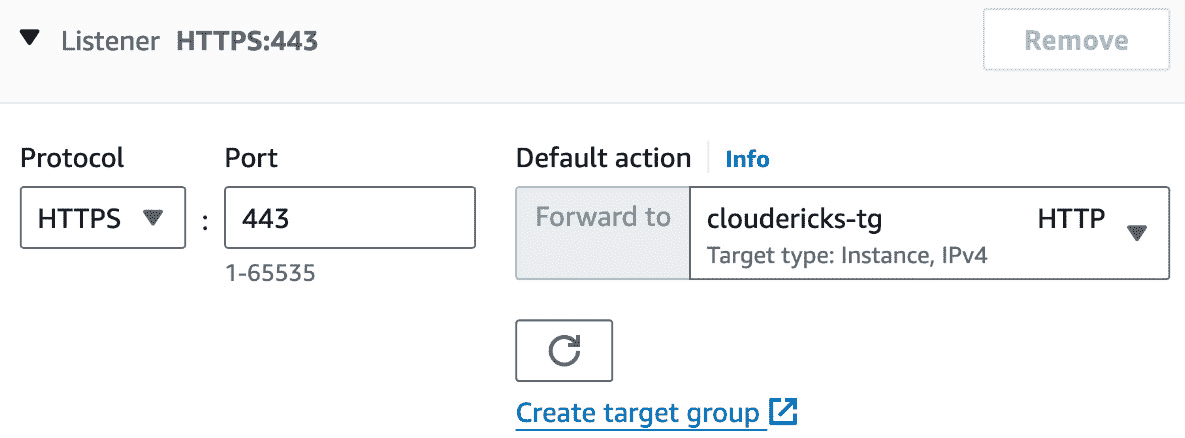 Listener HTTPS:443 Remove
Protocol Port Default action Info
HTTPS : 443 Forward to cloudericks-tg HTTP
Target type: Instance, IPv4
1-65535
Create target group